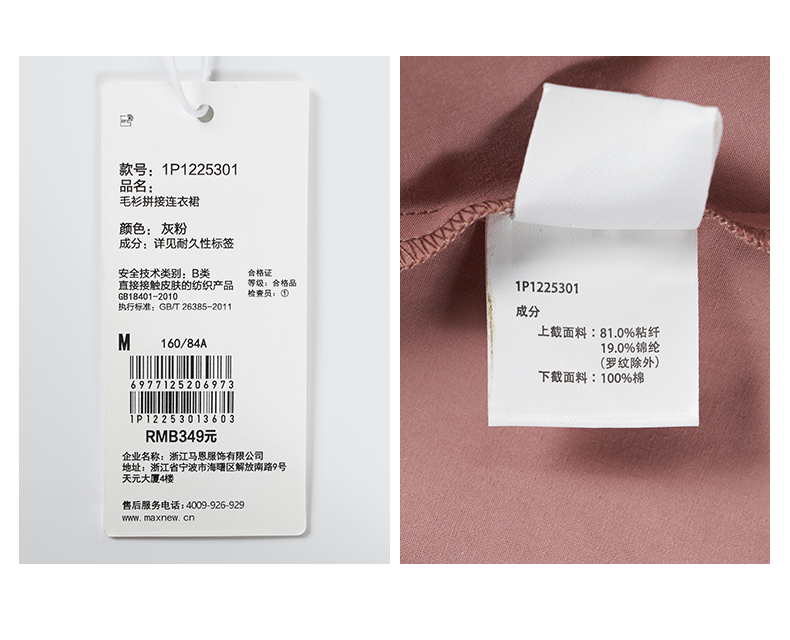 款号：1P1225301
品名：
毛衫拼接连衣裙
颜色：灰粉
成分：详见耐久性标签
安全技术类别：B类
直接接触皮肤的纺织产品
GB18401-2010
执行标准：GB/T 26385-2011
合格证
等级：合格品
检查员：①
M 160/84A
6977125206973
1P12253013603
RMB349元
企业名称：浙江马恩服饰有限公司
地址：浙江省宁波市海曙区解放南路9号
天元大厦4楼
售后服务电话：4009-926-929
www.maxnew.cn
1P1225301
成分
上截面料：81.0%粘纤
19.0%锦纶
（罗纹除外）
下截面料：100%棉